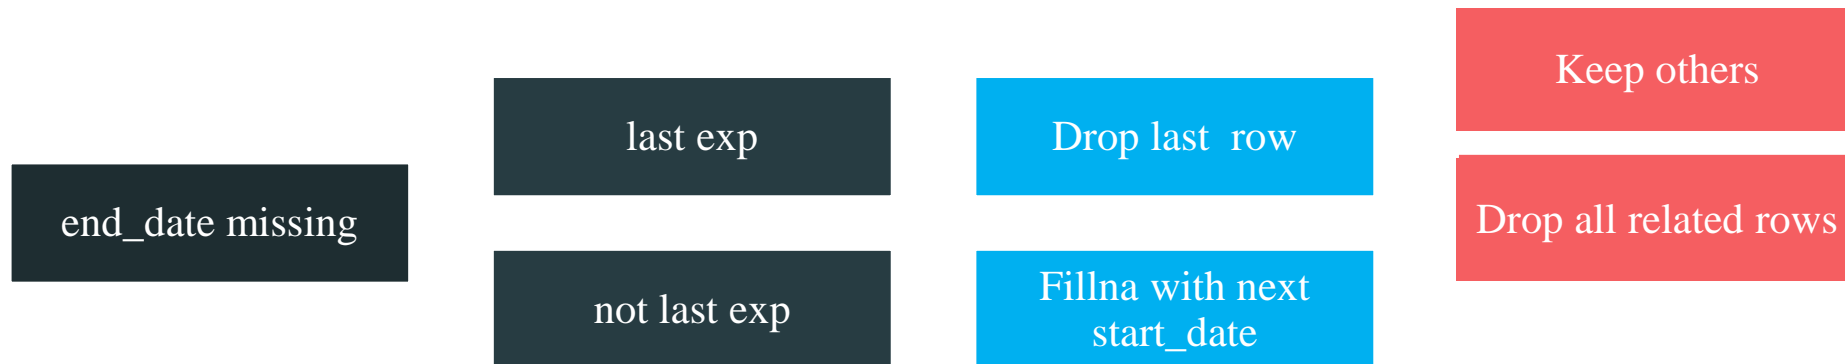 end_date missing
last exp
not last exp
Drop last  row
Fillna with next
start_date
Keep others
Drop all related rows